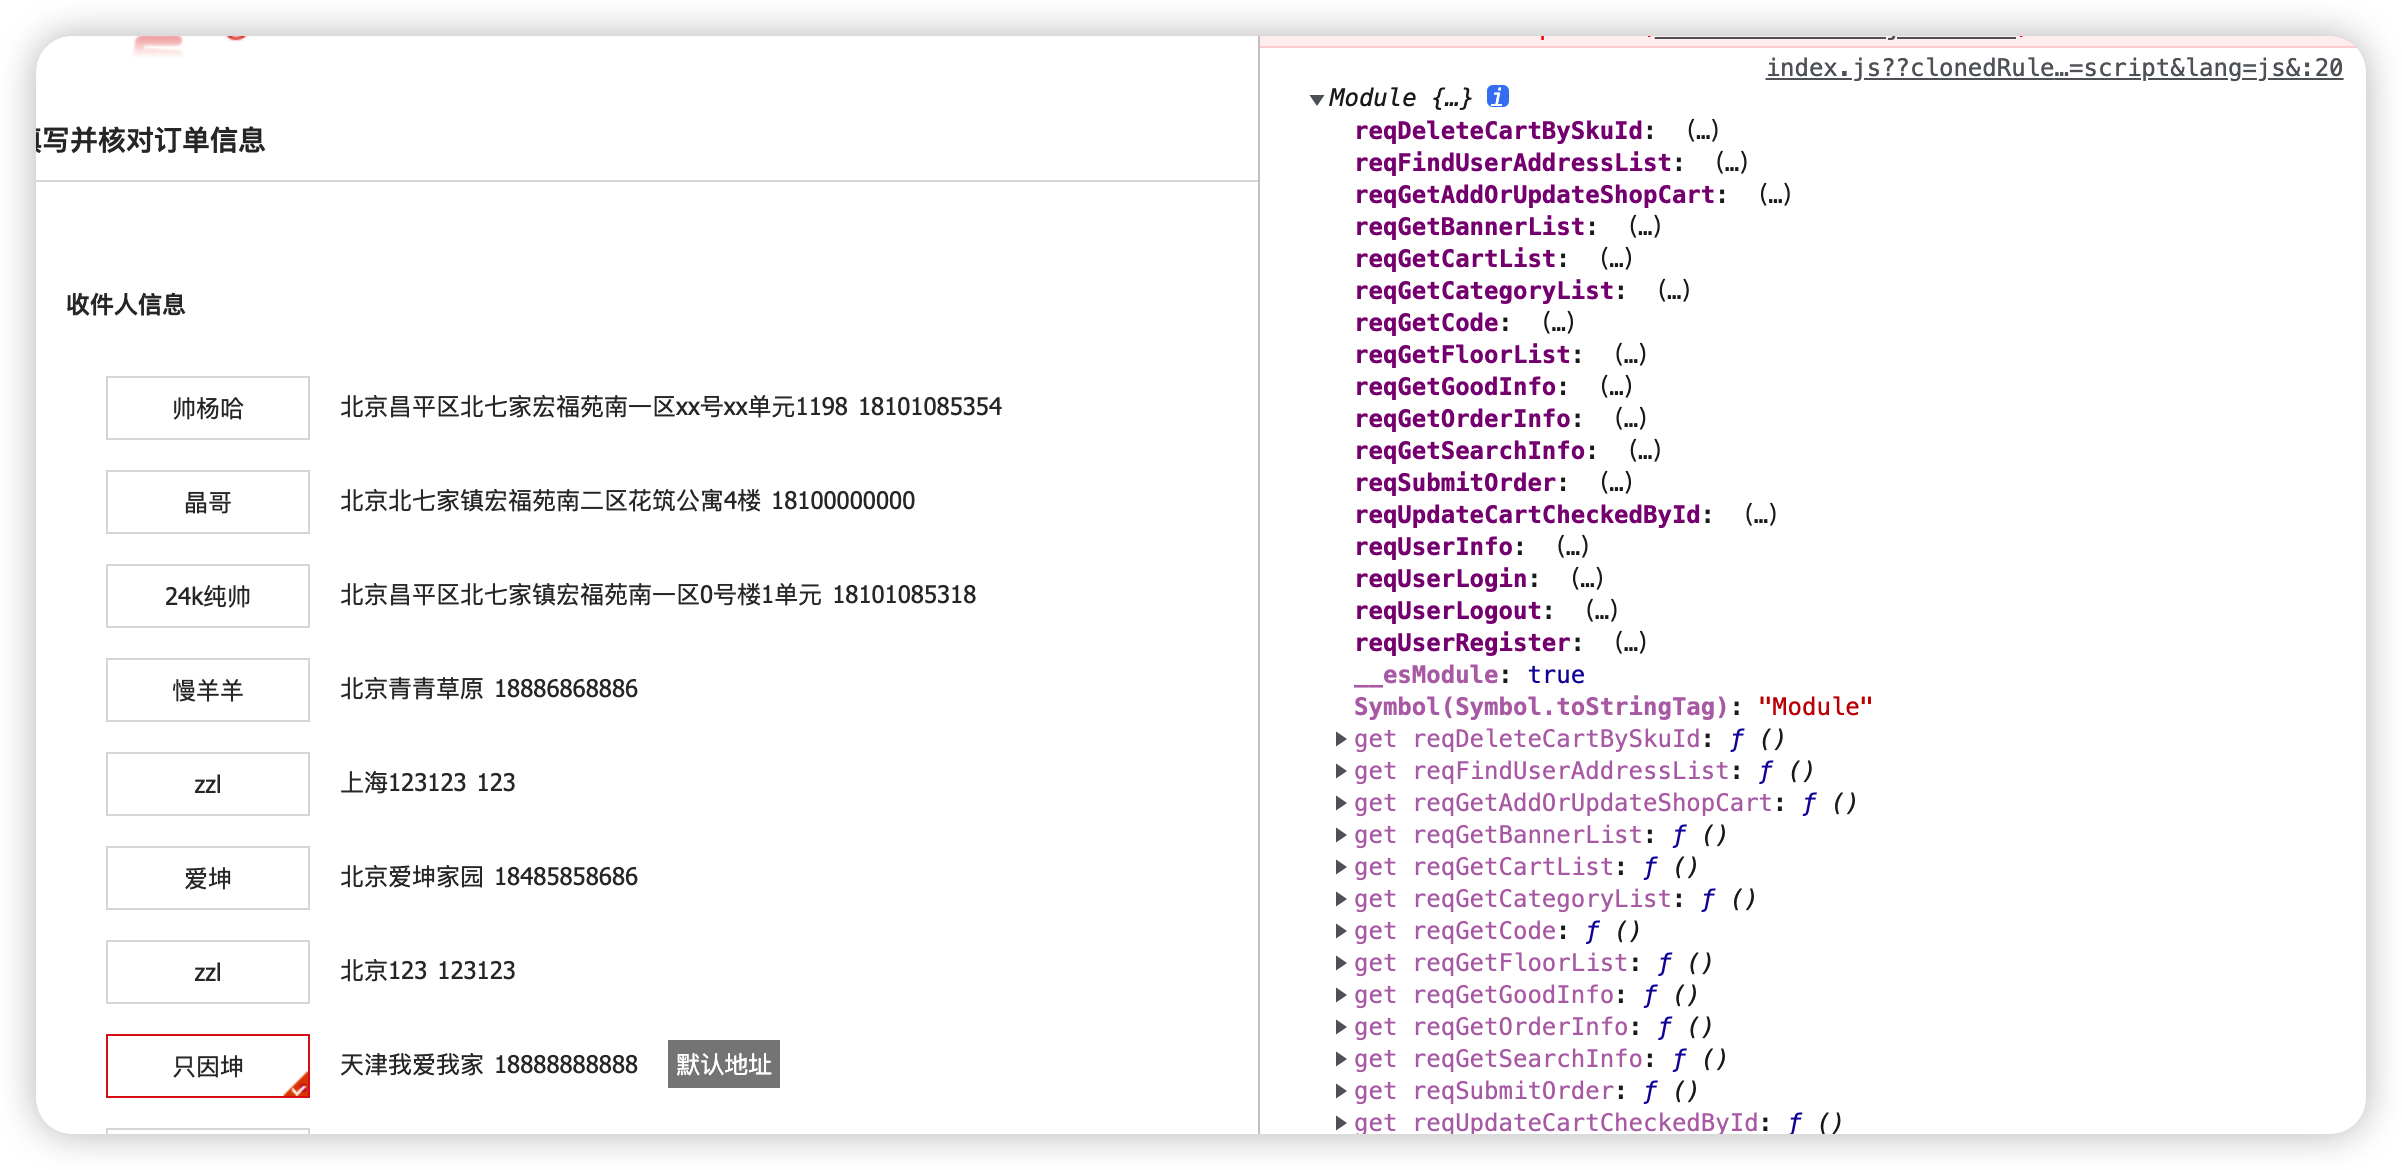 写并核对订单信息
收件人信息
帅杨哈 北京昌平区北七家宏福苑南一区xx号xx单元1198 18101085354
晶哥 北京北七家镇宏福苑南二区花筑公寓4楼 18100000000
24k纯帅 北京昌平区北七家镇宏福苑南一区0号楼1单元 18101085318
慢羊羊 北京青青草原 18886868886
zzl 上海123123 123
爱坤 北京爱坤家园 18485858686
zzl 北京123 123123
只因坤 天津我爱我家 18888888888 默认地址
index.js??clonedRule…=script&lang=js&:20
Module {…} i
reqDeleteCartBySkuId: (…)
reqFindUserAddressList: (…)
reqGetAddOrUpdateShopCart: (…)
reqGetBannerList: (…)
reqGetCartList: (…)
reqGetCategoryList: (…)
reqGetCode: (…)
reqGetFloorList: (…)
reqGetGoodInfo: (…)
reqGetOrderInfo: (…)
reqGetSearchInfo: (…)
reqSubmitOrder: (…)
reqUpdateCartCheckedById: (…)
reqUserInfo: (…)
reqUserLogin: (…)
reqUserLogout: (…)
reqUserRegister: (…)
__esModule: true
Symbol(Symbol.toStringTag): "Module"
get reqDeleteCartBySkuId: ƒ ()
get reqFindUserAddressList: ƒ ()
get reqGetAddOrUpdateShopCart: ƒ ()
get reqGetBannerList: ƒ ()
get reqGetCartList: ƒ ()
get reqGetCategoryList: ƒ ()
get reqGetCode: ƒ ()
get reqGetFloorList: ƒ ()
get reqGetGoodInfo: ƒ ()
get reqGetOrderInfo: ƒ ()
get reqGetSearchInfo: ƒ ()
get reqSubmitOrder: ƒ ()
get reqUpdateCartCheckedById: ƒ ()